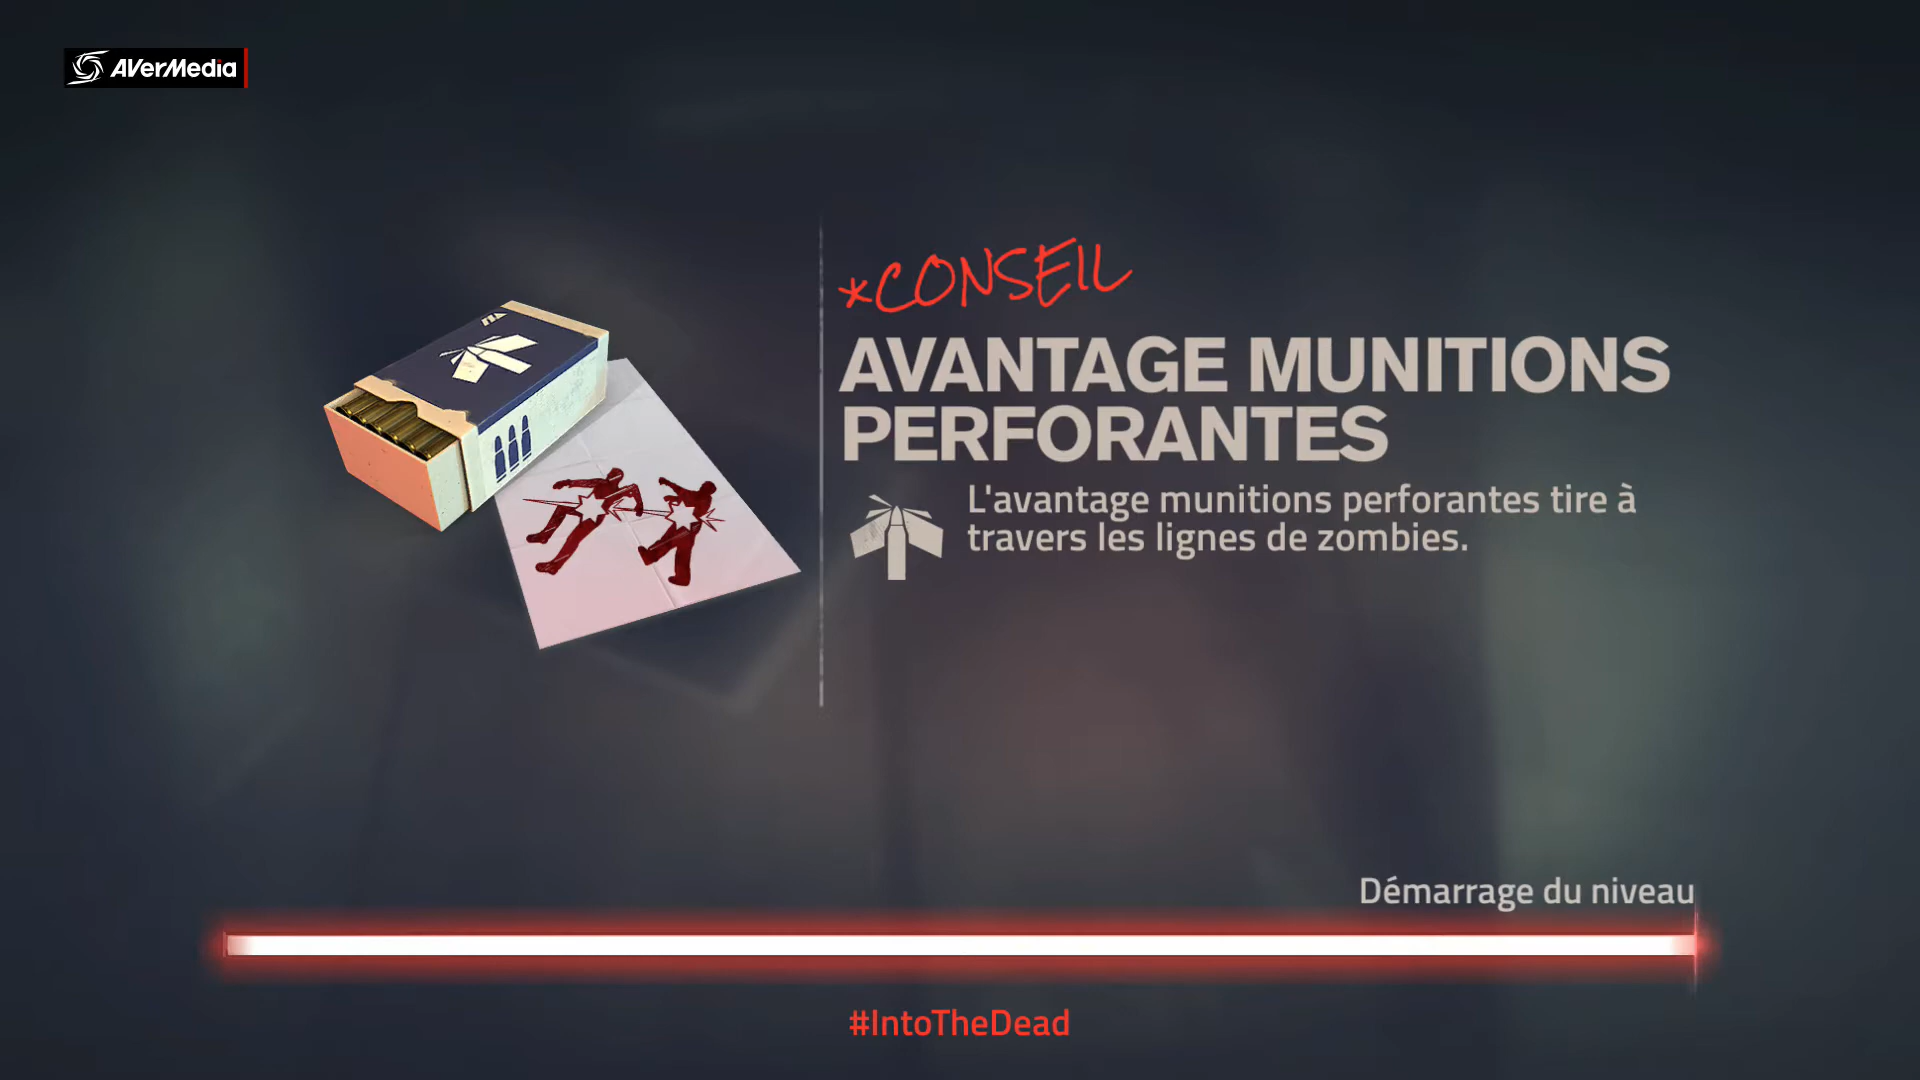 AVerMedia
*CONSEIL
AVANTAGE MUNITIONS
PERFORANTES
L'avantage munitions perforantes tire à
travers les lignes de zombies.
Démarrage du niveau
#IntoTheDead